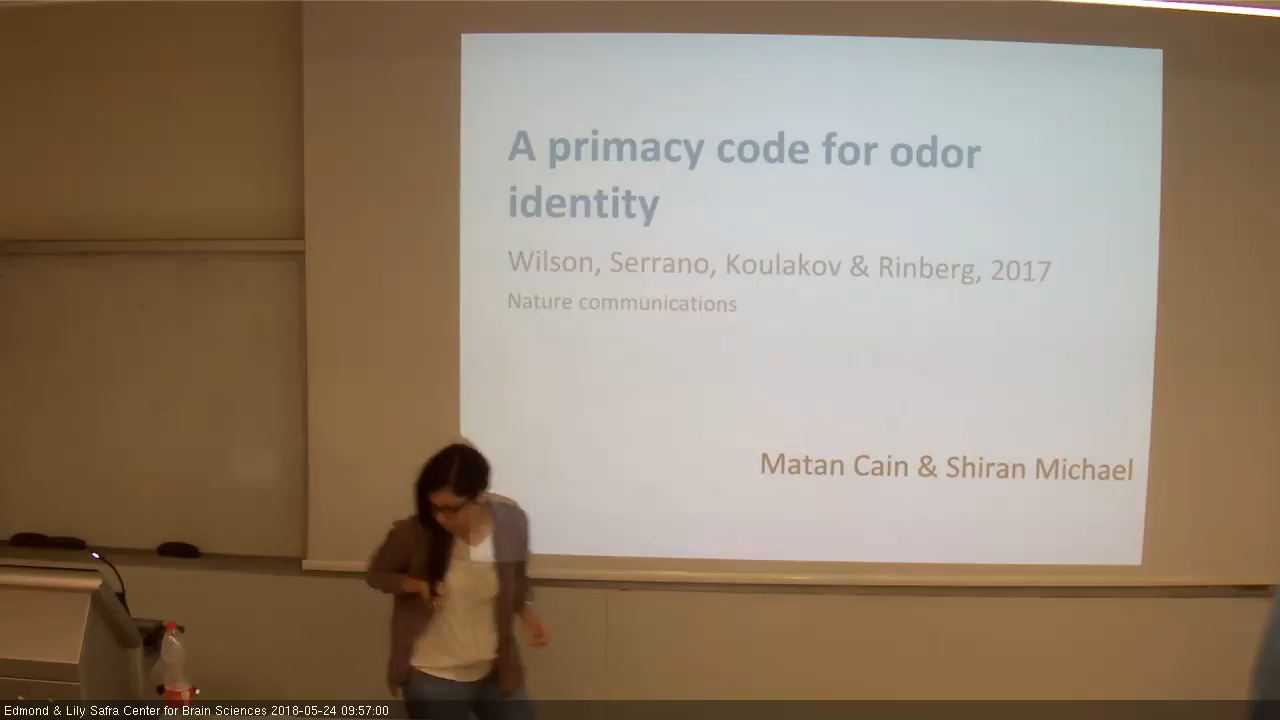 A primacy code for odor
identity
Wilson, Serrano, Koulakov & Rinberg, 2017
Nature communications
Matan Cain & Shiran Michael
Edmond & Lily Safra Center for Brain Sciences 2018-05-24 09:57:00